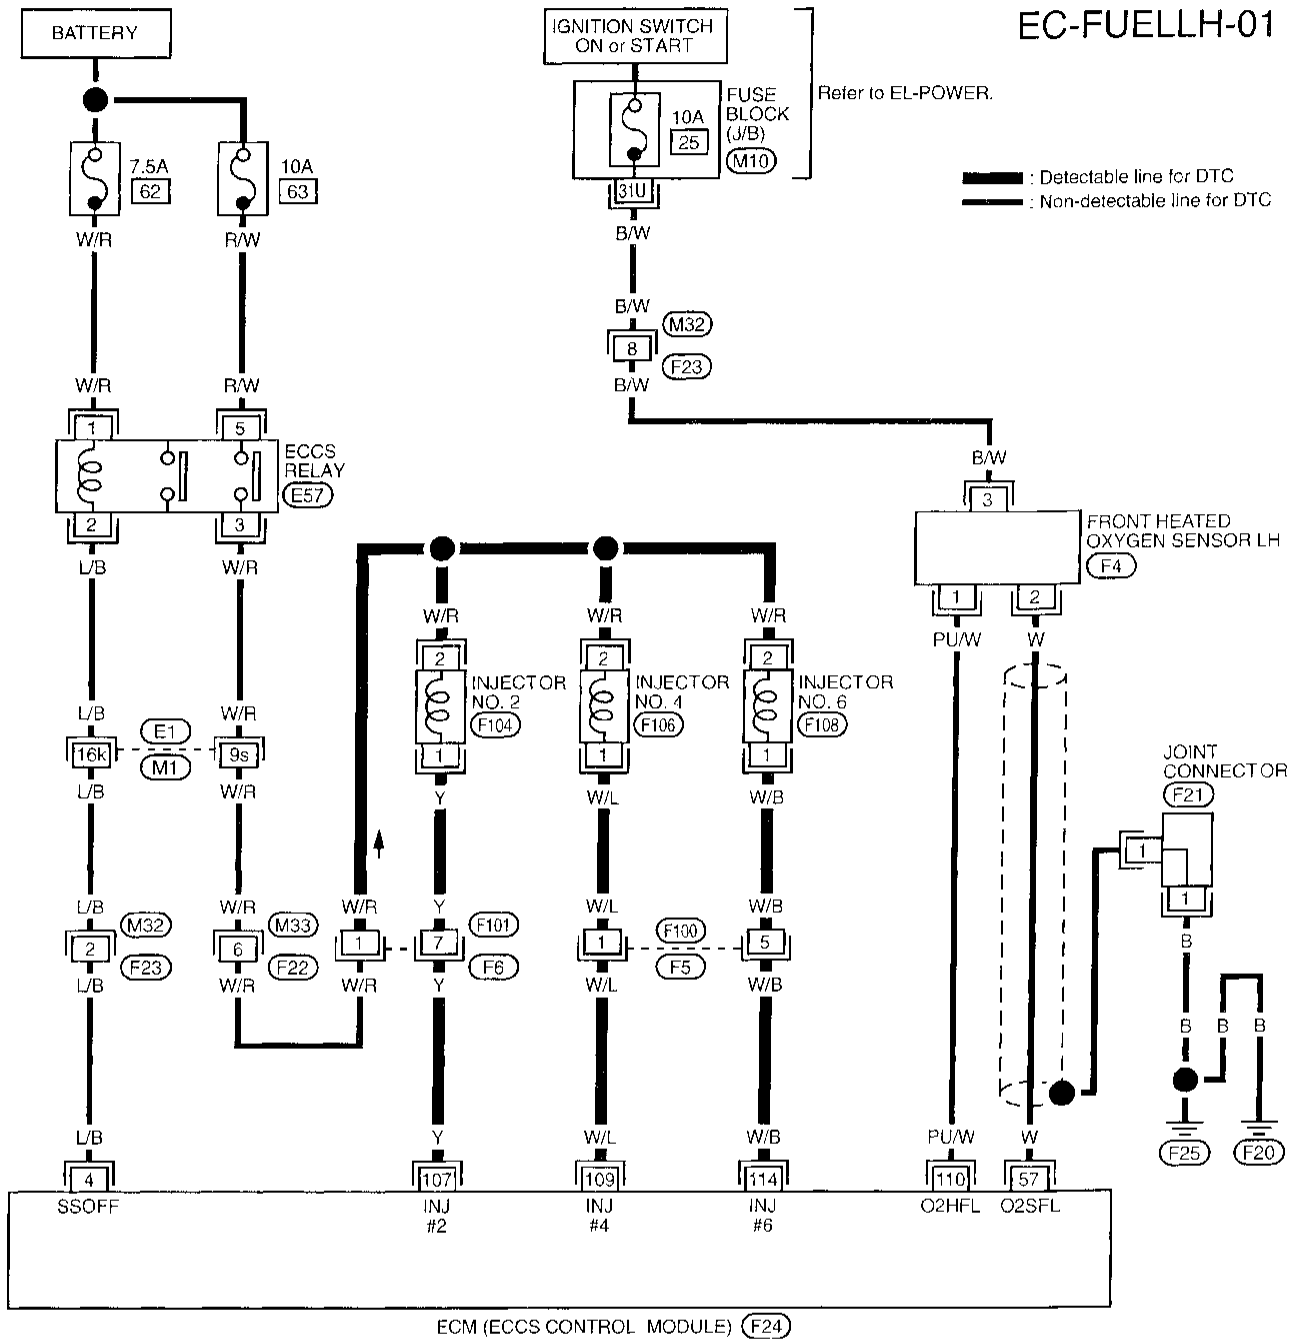 EC-FUELLH-01
BATTERY
IGNITION SWITCH
ON or START
Refer to EL-POWER.
FUSE
BLOCK
(J/B)
M10
10A
25
31U
7.5A
62
10A
63
: Detectable line for DTC
: Non-detectable line for DTC
W/R
R/W
B/W
B/W
M32
8
F23
W/R
R/W
B/W
1
5
ECCS
RELAY
E57
B/W
3
2
3
FRONT HEATED
OXYGEN SENSOR LH
F4
L/B
W/R
1
2
W/R
W/R
W/R
PU/W
W
2
2
2
INJECTOR
NO. 2
F104
INJECTOR
NO. 4
F106
INJECTOR
NO. 6
F108
L/B
W/R
E1
16k
9s
M1
1
1
1
JOINT
CONNECTOR
F21
L/B
W/R
Y
W/L
W/B
1
1
L/B
W/R
W/R
Y
W/L
W/B
M32
M33
F101
F100
2
6
1
7
1
5
B
F23
F22
F6
F5
L/B
W/R
W/R
Y
W/L
W/B
B
B
B
L/B
Y
W/L
W/B
PU/W
W
F25
F20
4
107
109
114
110
57
SSOFF
INJ
#2
INJ
#4
INJ
#6
O2HFL
O2SFL
ECM (ECCS CONTROL MODULE)
F24